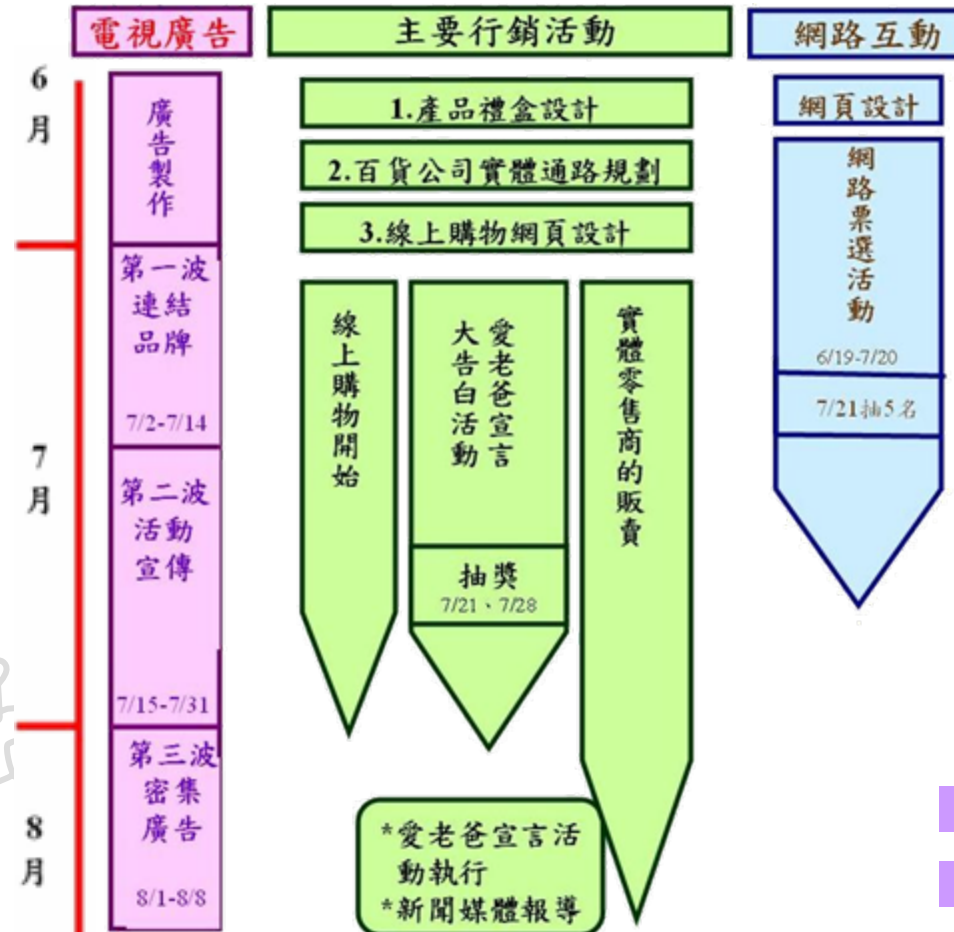 電視廣告
主要行銷活動
網路互動
6
月
7
月
8
月
廣告製作
第一波
連結
品牌
7/2-7/14
第二波
活動
宣傳
7/15-7/31
第三波
密集
廣告
8/1-8/8
1.產品禮盒設計
2.百貨公司實體通路規劃
3.線上購物網頁設計
線上購物開始
愛老爸宣言
大告白活動
抽獎
7/21、7/28
實體零售商的販賣
*愛老爸宣言活
動執行
*新聞媒體報導
網頁設計
網路票選活動
6/19-7/20
7/21抽5名